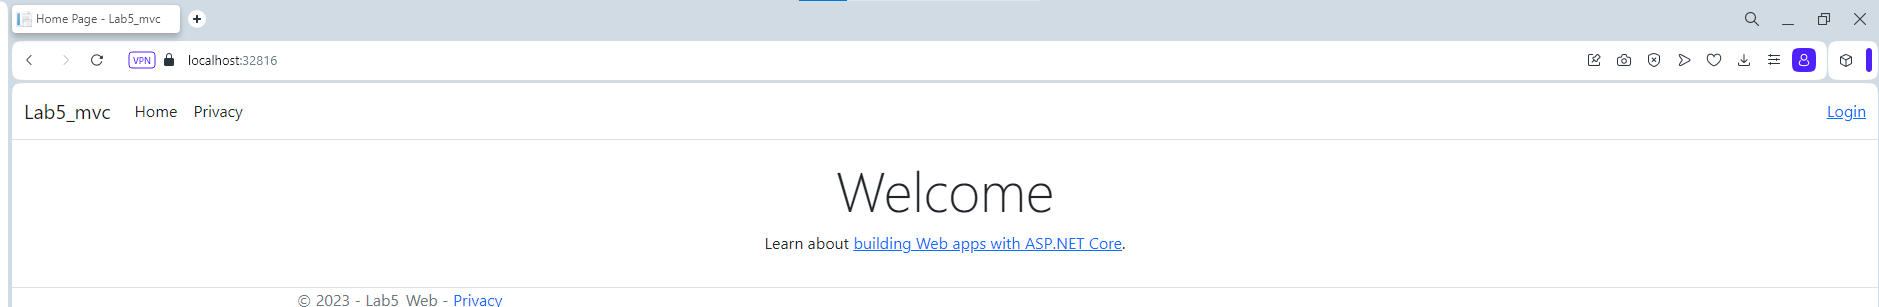 Home Page - Lab5_mvc
VPN localhost:32816
Lab5_mvc Home Privacy Login
Welcome
Learn about building Web apps with ASP.NET Core.
© 2023 - Lab5_Web - Privacy